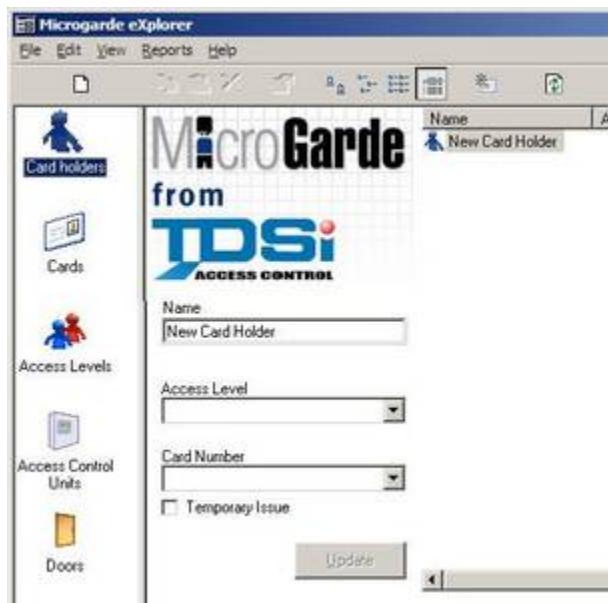 Microgarde eXplorer
File Edit View Reports Help
Card holders
Cards
Access Levels
Access Control
Units
Doors
MicroGarde
from
TDSi
ACCESS CONTROL
Name
New Card Holder
Access Level
Card Number
Temporary Issue
Update
Name A
New Card Holder